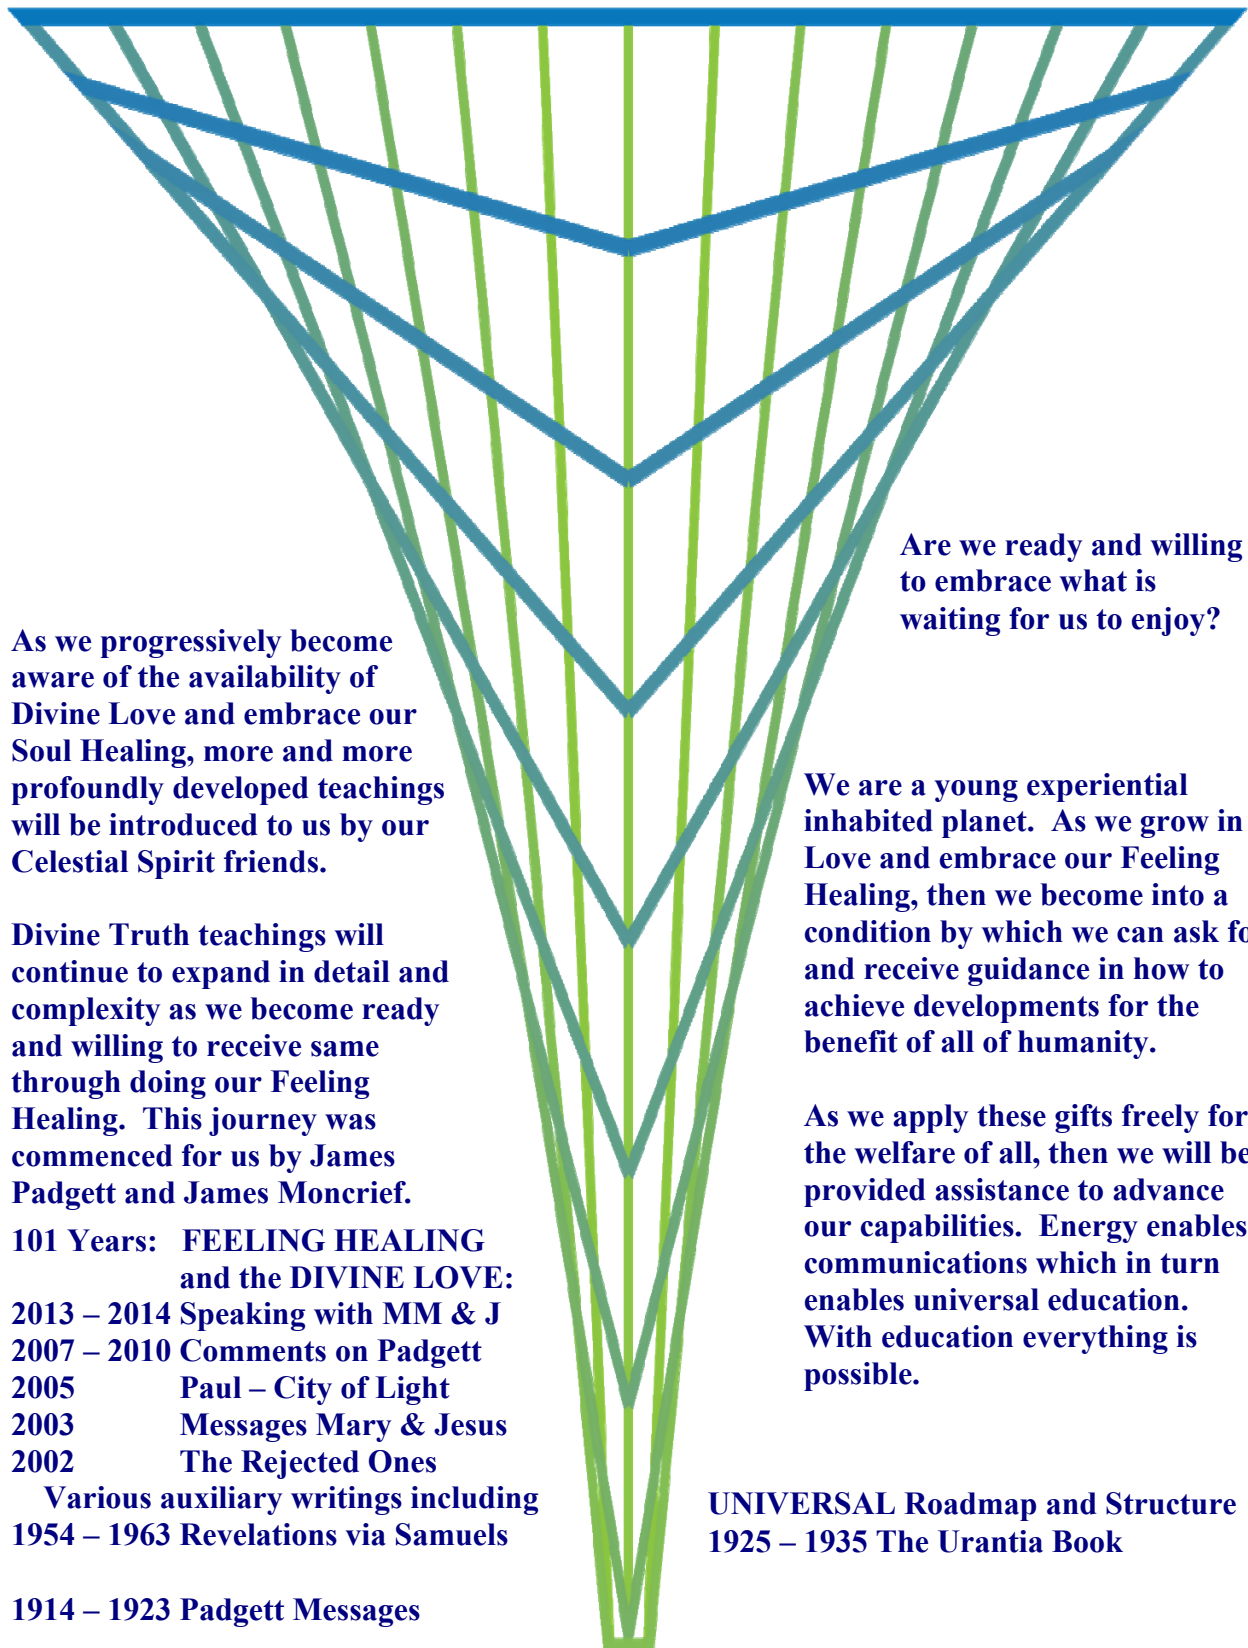 Are we ready and willing
to embrace what is
waiting for us to enjoy?
As we progressively become
aware of the availability of
Divine Love and embrace our
Soul Healing, more and more
profoundly developed teachings
will be introduced to us by our
Celestial Spirit friends.
Divine Truth teachings will
continue to expand in detail and
complexity as we become ready
and willing to receive same
through doing our Feeling
Healing.  This journey was
commenced for us by James
Padgett and James Moncrief.
101 Years:   FEELING HEALING
and the DIVINE LOVE:
2013 – 2014 Speaking with MM & J
2007 – 2010 Comments on Padgett
2005 Paul – City of Light
2003 Messages Mary & Jesus
2002 The Rejected Ones
Various auxiliary writings including
1954 – 1963 Revelations via Samuels
1914 – 1923 Padgett Messages
We are a young experiential
inhabited planet.  As we grow in
Love and embrace our Feeling
Healing, then we become into a
condition by which we can ask fo
and receive guidance in how to
achieve developments for the
benefit of all of humanity.
As we apply these gifts freely for
the welfare of all, then we will be
provided assistance to advance
our capabilities.  Energy enables
communications which in turn
enables universal education.
With education everything is
possible.
UNIVERSAL Roadmap and Structure
1925 – 1935 The Urantia Book